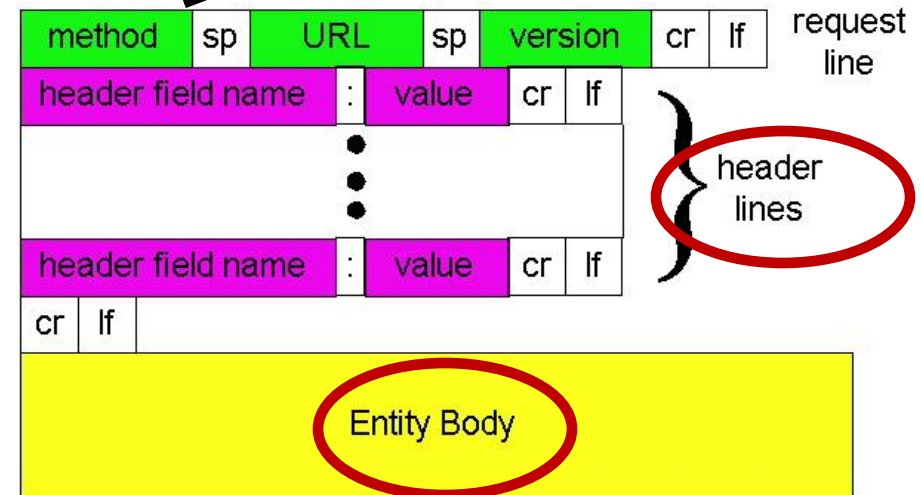 method sp URL sp version cr lf request line
header field name : value cr lf
header lines
header field name : value cr lf
cr lf
Entity Body